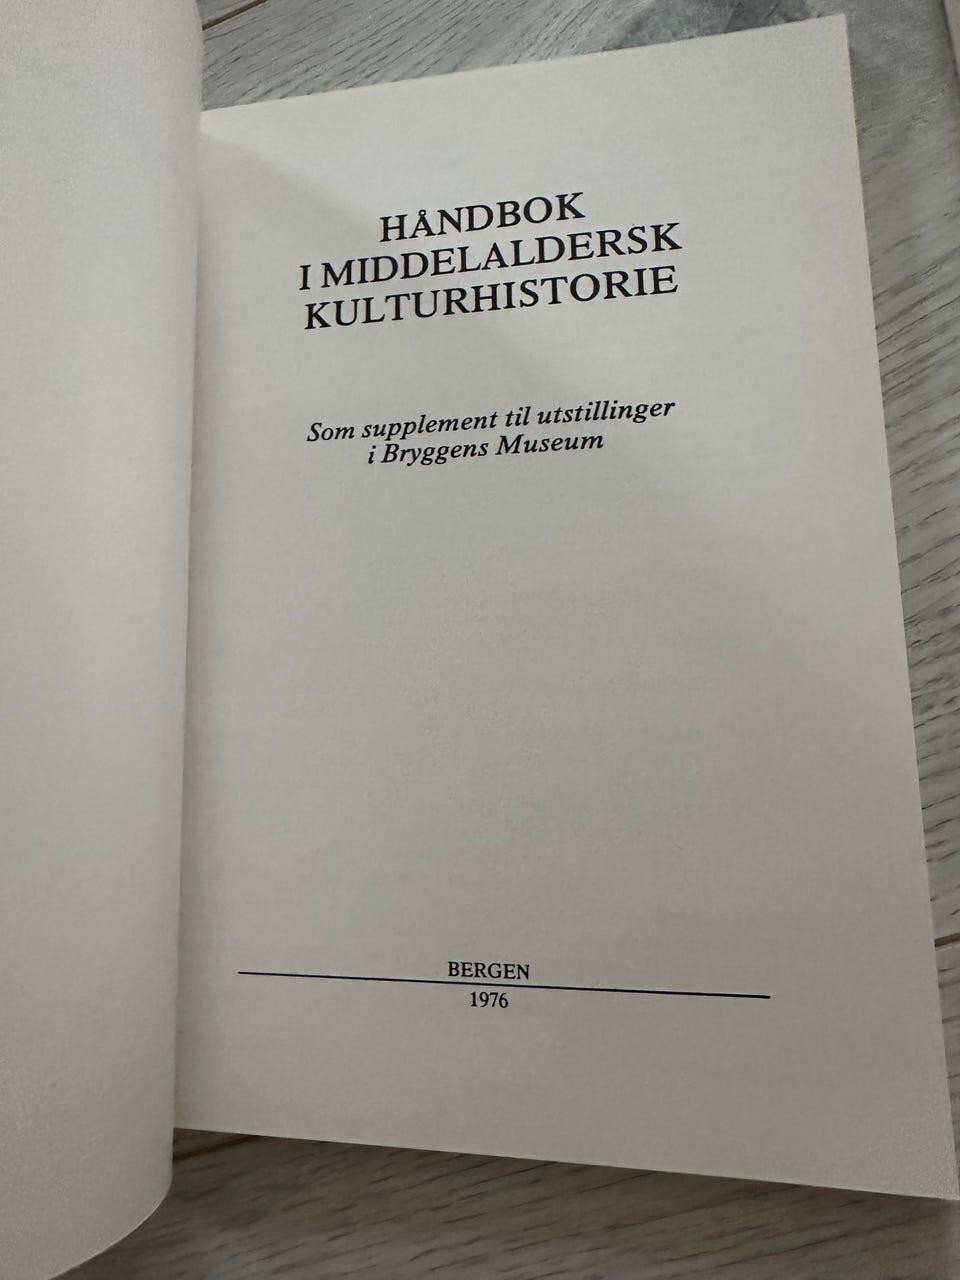 HÅNDBOK
I MIDDELALDERSK
KULTURHISTORIE
Som supplement til utstillinger
i Bryggens Museum
BERGEN
1976